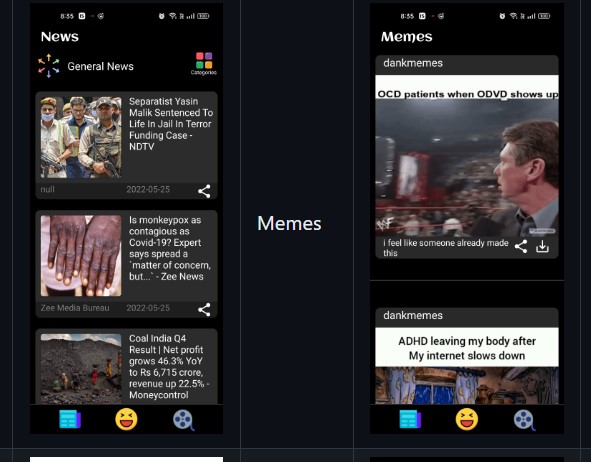 8:35
News
General News
Categories
Separatist Yasin
Malik Sentenced To
Life In Jail In Terror
Funding Case -
NDTV
null 2022-05-25
Is monkeypox as
contagious as
Covid-19? Expert
says spread a
`matter of concern,
but...` - Zee News
Zee Media Bureau 2022-05-25
Coal India Q4
Result | Net profit
grows 46.3% YoY
to Rs 6,715 crore,
revenue up 22.5% -
Moneycontrol
Memes
8:35
Memes
dankmemes
OCD patients when ODVD shows up
i feel like someone already made
this
dankmemes
ADHD leaving my body after
My internet slows down